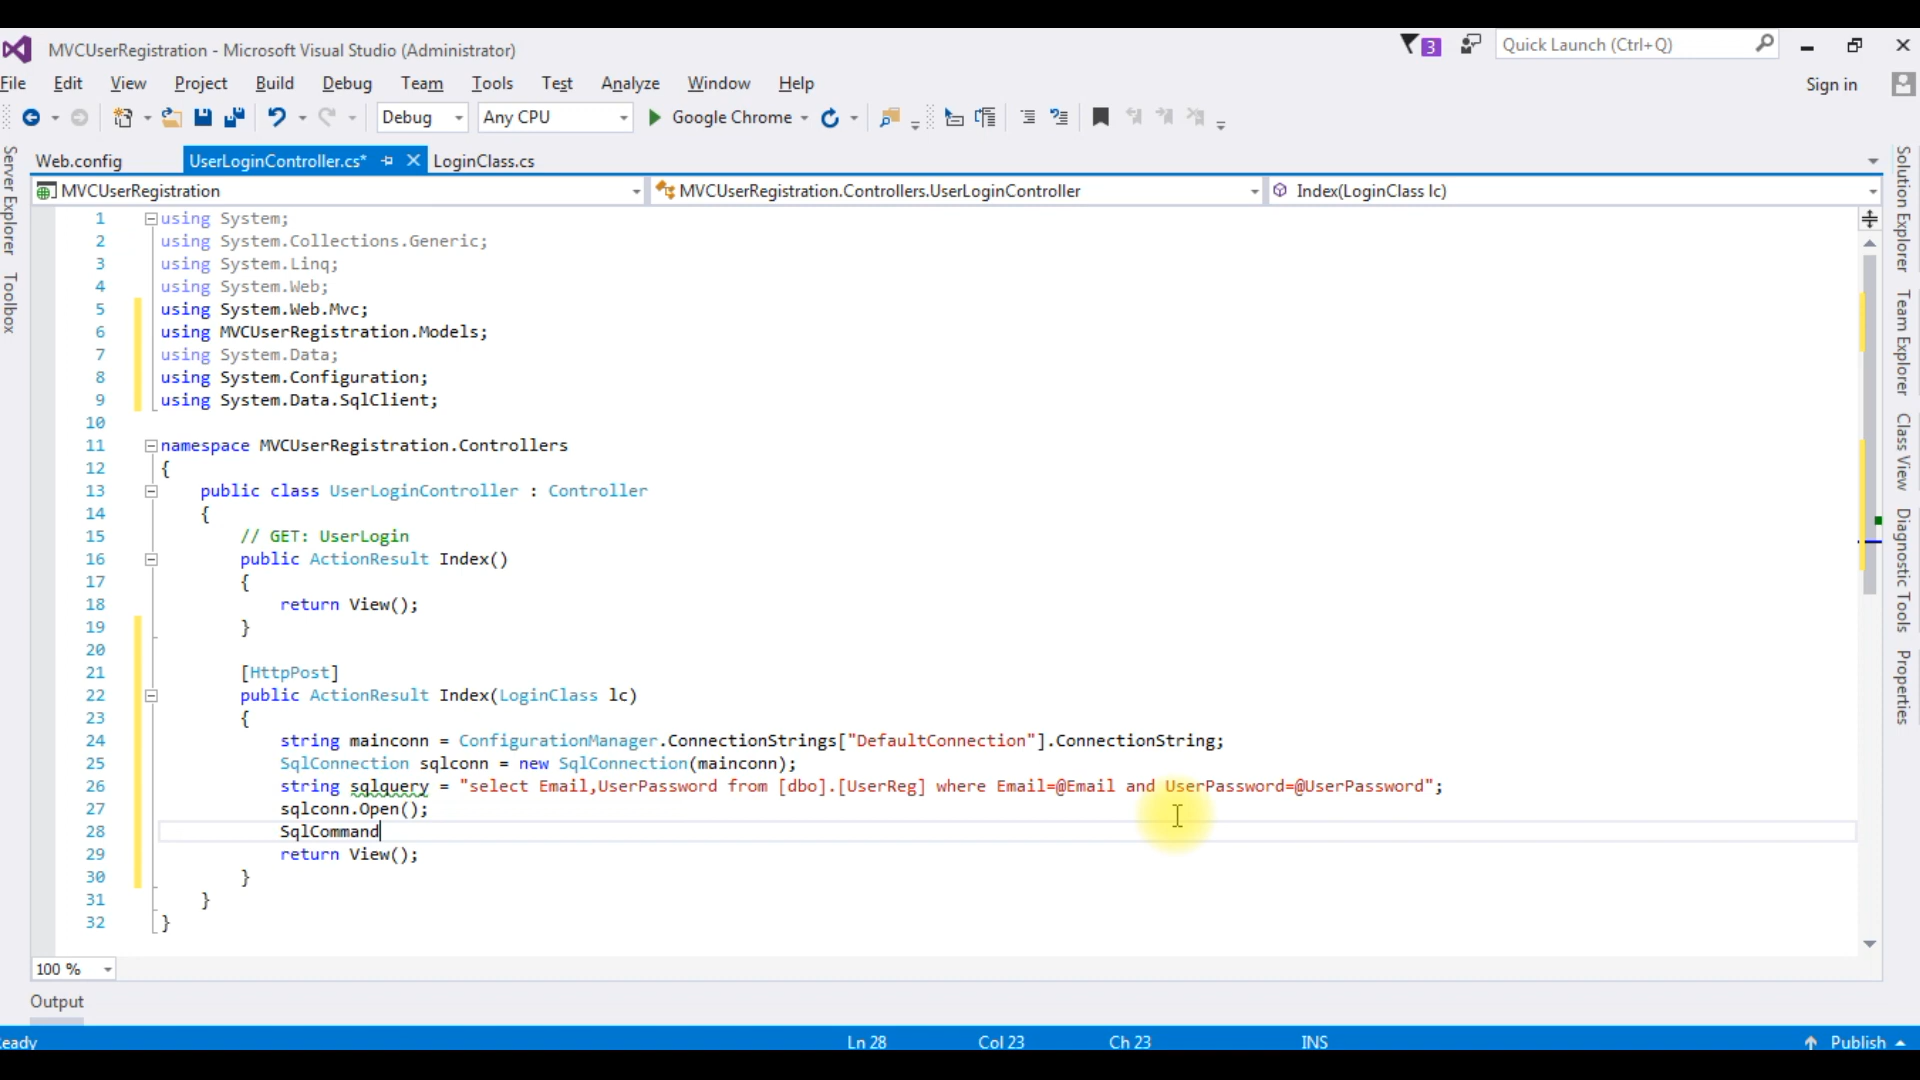 MVCUserRegistration - Microsoft Visual Studio (Administrator)
3
Quick Launch (Ctrl+Q)
File Edit View Project Build Debug Team Tools Test Analyze Window Help
Sign in
Debug Any CPU Google Chrome
Web.config UserLoginController.cs* LoginClass.cs
MVCUserRegistration MVCUserRegistration.Controllers.UserLoginController Index(LoginClass lc)
Server Explorer
Toolbox
1 using System;
2 using System.Collections.Generic;
3 using System.Linq;
4 using System.Web;
5 using System.Web.Mvc;
6 using MVCUserRegistration.Models;
7 using System.Data;
8 using System.Configuration;
9 using System.Data.SqlClient;
10
11 namespace MVCUserRegistration.Controllers
12 {
13 public class UserLoginController : Controller
14 {
15 // GET: UserLogin
16 public ActionResult Index()
17 {
18 return View();
19 }
20
21 [HttpPost]
22 public ActionResult Index(LoginClass lc)
23 {
24 string mainconn = ConfigurationManager.ConnectionStrings["DefaultConnection"].ConnectionString;
25 SqlConnection sqlconn = new SqlConnection(mainconn);
26 string sqlquery = "select Email,UserPassword from [dbo].[UserReg] where Email=@Email and UserPassword=@UserPassword";
27 sqlconn.Open();
28 SqlCommand
29 return View();
30 }
31 }
32 }
Solution Explorer
Team Explorer
Class View
Diagnostic Tools
Properties
100 %
Output
eady Ln 28 Col 23 Ch 23 INS Publish